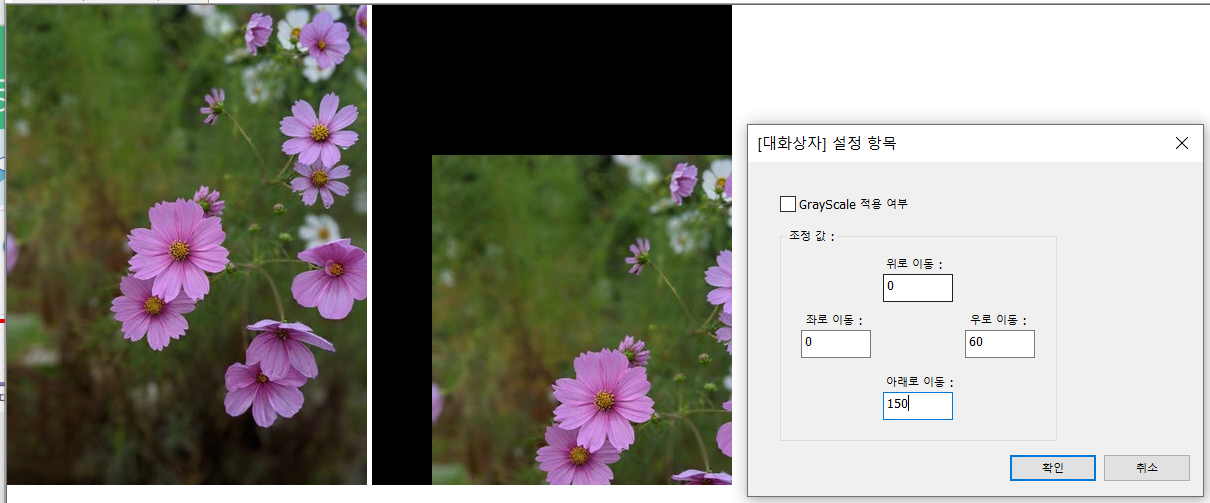 [대화상자] 설정 항목
GrayScale 적용 여부
조정 값 :
위로 이동 :
0
좌로 이동 :
우로 이동 :
0
60
아래로 이동 :
150
확인
취소